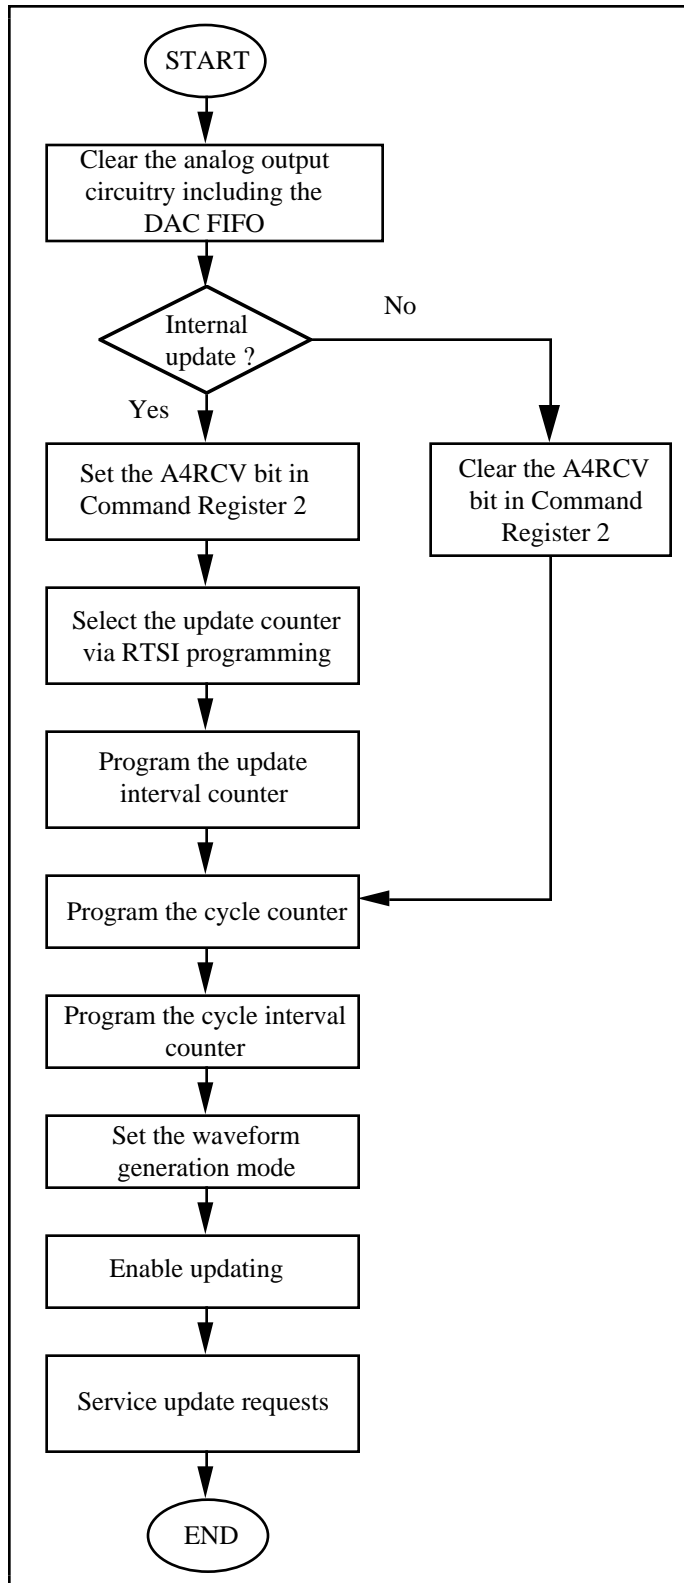 START
Clear the analog output
circuitry including the
DAC FIFO
Internal
update ?
No
Yes
Set the A4RCV bit in
Command Register 2
Clear the A4RCV
bit in Command
Register 2
Select the update counter
via RTSI programming
Program the update
interval counter
Program the cycle counter
Program the cycle interval
counter
Set the waveform
generation mode
Enable updating
Service update requests
END